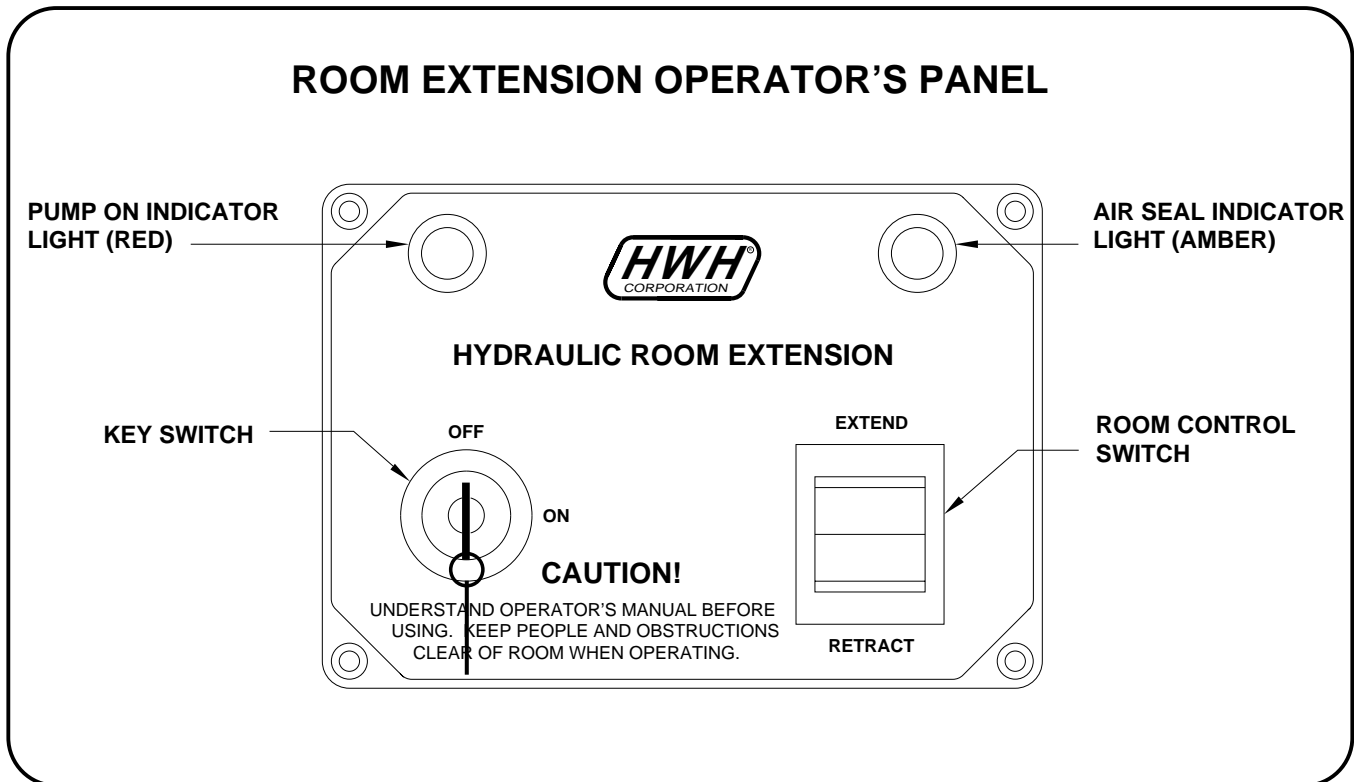 ROOM EXTENSION OPERATOR'S PANEL
PUMP ON INDICATOR
LIGHT (RED)
AIR SEAL INDICATOR
LIGHT (AMBER)
HWH®
CORPORATION
HYDRAULIC ROOM EXTENSION
KEY SWITCH
OFF
ON
EXTEND
ROOM CONTROL
SWITCH
CAUTION!
UNDERSTAND OPERATOR'S MANUAL BEFORE
USING. KEEP PEOPLE AND OBSTRUCTIONS
CLEAR OF ROOM WHEN OPERATING.
RETRACT